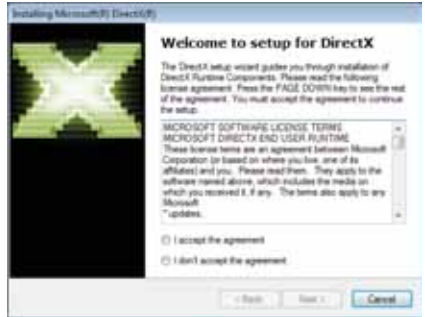 Installing Microsoft(R) DirectX(R)
Welcome to setup for DirectX
The DirectX setup wizard guides you through installation of
DirectX Runtime Components. Please read the following
license agreement. Press the PAGE DOWN key to see the rest
of the agreement. You must accept the agreement to continue
the setup.
MICROSOFT SOFTWARE LICENSE TERMS
MICROSOFT DIRECTX END USER RUNTIME
These license terms are an agreement between Microsoft
Corporation (or based on where you live, one of its
affiliates) and you. Please read them. They apply to the
software named above, which includes the media on
which you received it, if any. The terms also apply to any
Microsoft
* updates,
I accept the agreement
I don't accept the agreement
< Back
Next >
Cancel